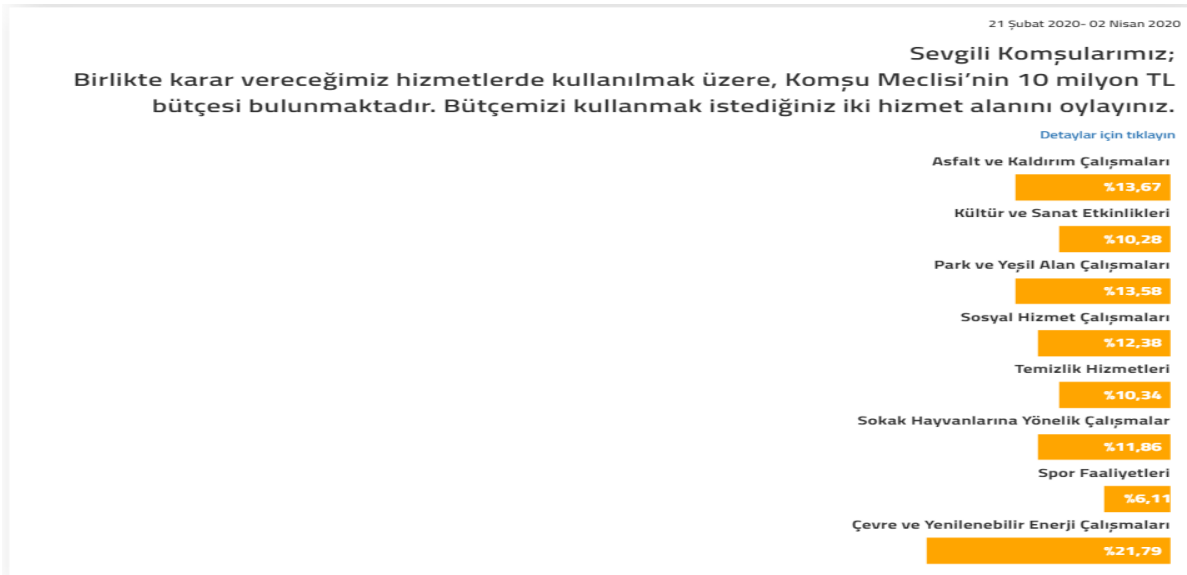 21 Şubat 2020- 02 Nisan 2020
Sevgili Komşularımız;
Birlikte karar vereceğimiz hizmetlerde kullanılmak üzere, Komşu Meclisi’nin 10 milyon TL
bütçesi bulunmaktadır. Bütçemizi kullanmak istediğiniz iki hizmet alanını oylayınız.
Detaylar için tıklayın
Asfalt ve Kaldırım Çalışmaları
%13,67
Kültür ve Sanat Etkinlikleri
%10,28
Park ve Yeşil Alan Çalışmaları
%13,58
Sosyal Hizmet Çalışmaları
%12,38
Temizlik Hizmetleri
%10,34
Sokak Hayvanlarına Yönelik Çalışmalar
%11,86
Spor Faaliyetleri
%6,11
Çevre ve Yenilenebilir Enerji Çalışmaları
%21,79